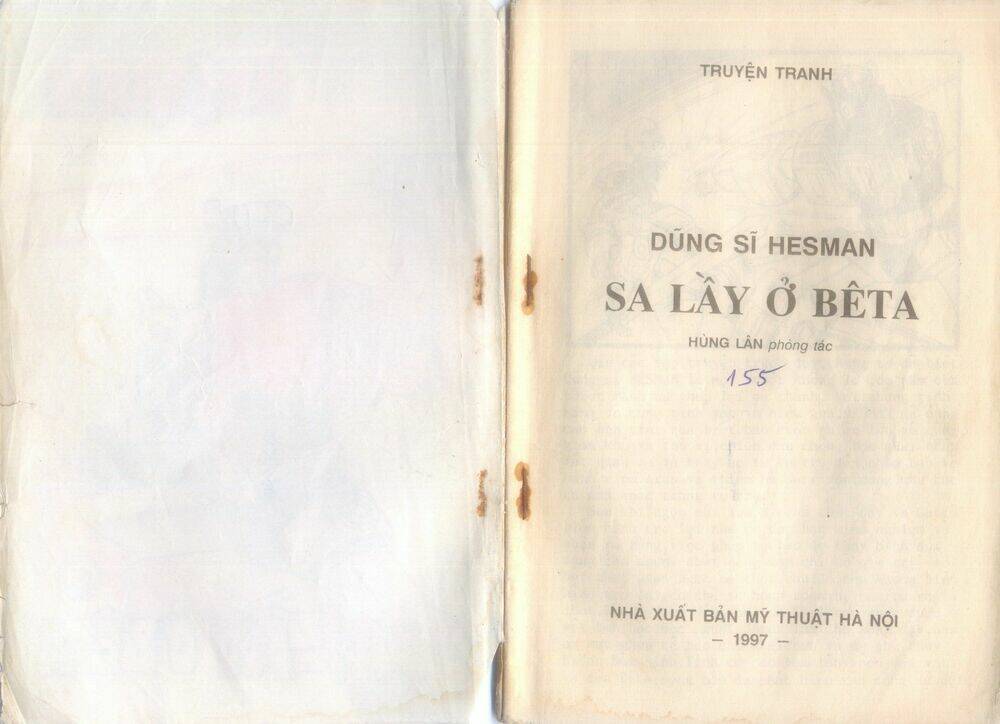 TRUYỆN TRANH
DŨNG SĨ HESMAN
SA LẦY Ở BÊTA
HÙNG LÂN phóng tác
155
NHÀ XUẤT BẢN MỸ THUẬT HÀ NỘI
– 1997 –